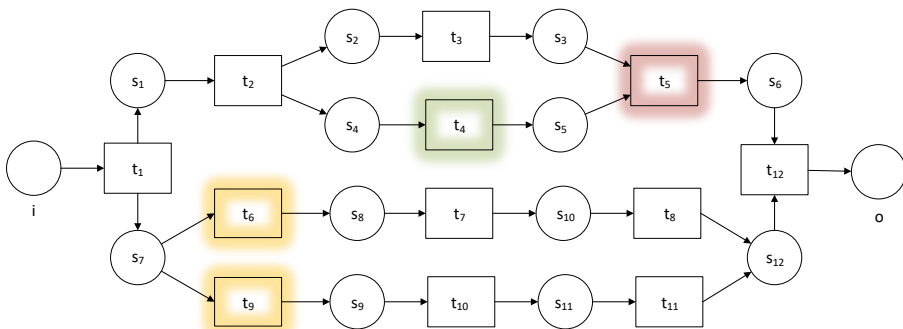 s₂
t₃
s₃
s₁
t₂
t₅
s₆
s₄
t₄
s₅
t₁
t₁₂
i
o
t₆
s₈
t₇
s₁₀
t₈
s₇
s₁₂
t₉
s₉
t₁₀
s₁₁
t₁₁